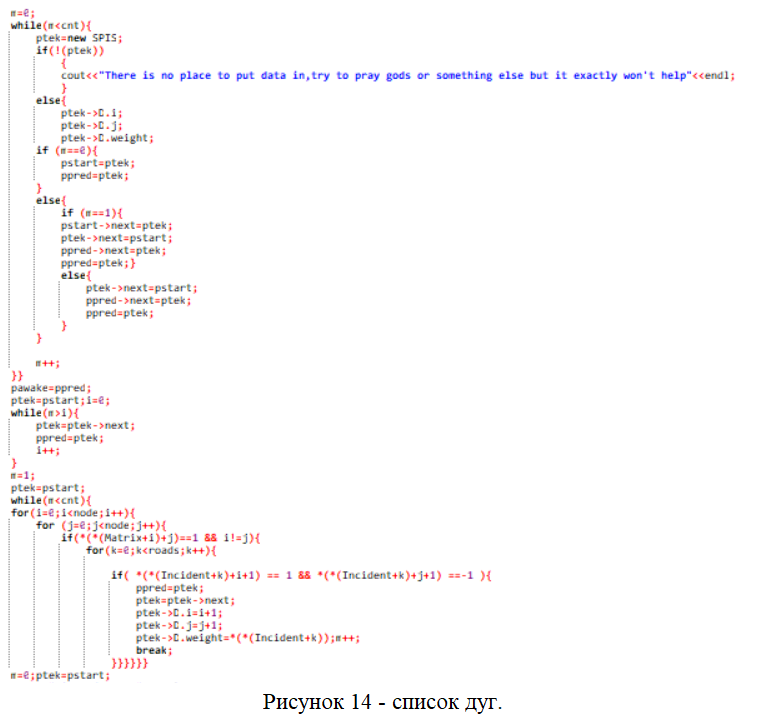 m=0;
while(m<cnt){
ptek=new SPIS;
if(!(ptek))
{
cout<<"There is no place to put data in,try to pray gods or something else but it exactly won't help"<<endl;
}
else{
ptek->D.i;
ptek->D.j;
ptek->D.weight;
if (m==0){
pstart=ptek;
ppred=ptek;
}
else{
if (m==1){
pstart->next=ptek;
ptek->next=pstart;
ppred->next=ptek;
ppred=ptek;}
else{
ptek->next=pstart;
ppred->next=ptek;
ppred=ptek;
}
}
m++;
}}
pawake=ppred;
ptek=pstart;i=0;
while(m>i){
ptek=ptek->next;
ppred=ptek;
i++;
}
m=1;
ptek=pstart;
while(m<cnt){
for(i=0;i<node;i++){
for (j=0;j<node;j++){
if(*(*(Matrix+i)+j)==1 && i!=j){
for(k=0;k<roads;k++){
if( *(*(Incident+k)+i+1) == 1 && *(*(Incident+k)+j+1) ==-1 ){
ppred=ptek;
ptek=ptek->next;
ptek->D.i=i+1;
ptek->D.j=j+1;
ptek->D.weight=*(*(Incident+k));m++;
break;
}}}}}}
m=0;ptek=pstart;
Рисунок 14 - список дуг.